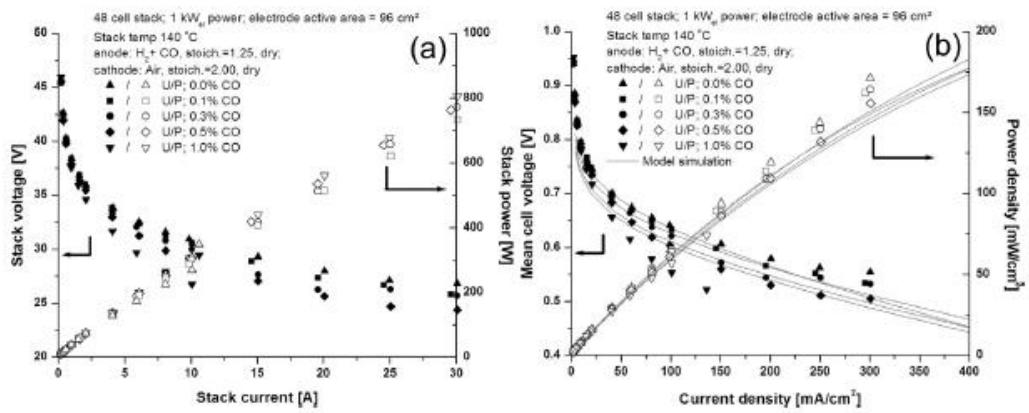 48 cell stack; 1 kWel power; electrode active area = 96 cm²
Stack temp 140 °C
anode: H2+ CO, stoich.=1.25, dry;
cathode: Air, stoich.=2.00, dry
(a)
/ U/P; 0.0% CO
/ U/P; 0.1% CO
/ U/P; 0.3% CO
/ U/P; 0.5% CO
/ U/P; 1.0% CO
Stack voltage [V]
50
45
40
35
30
25
20
Stack power [W]
1000
800
600
400
200
0
0 5 10 15 20 25 30
Stack current [A]
48 cell stack; 1 kWel power; electrode active area = 96 cm²
Stack temp 140 °C
anode: H2+ CO, stoich.=1.25, dry;
cathode: Air, stoich.=2.00, dry
(b)
/ U/P; 0.0% CO
/ U/P; 0.1% CO
/ U/P; 0.3% CO
/ U/P; 0.5% CO
/ U/P; 1.0% CO
Model simulation
Mean cell voltage [V]
1.0
0.9
0.8
0.7
0.6
0.5
0.4
Power density [mW/cm²]
200
150
100
50
0
0 50 100 150 200 250 300 350 400
Current density [mA/cm²]